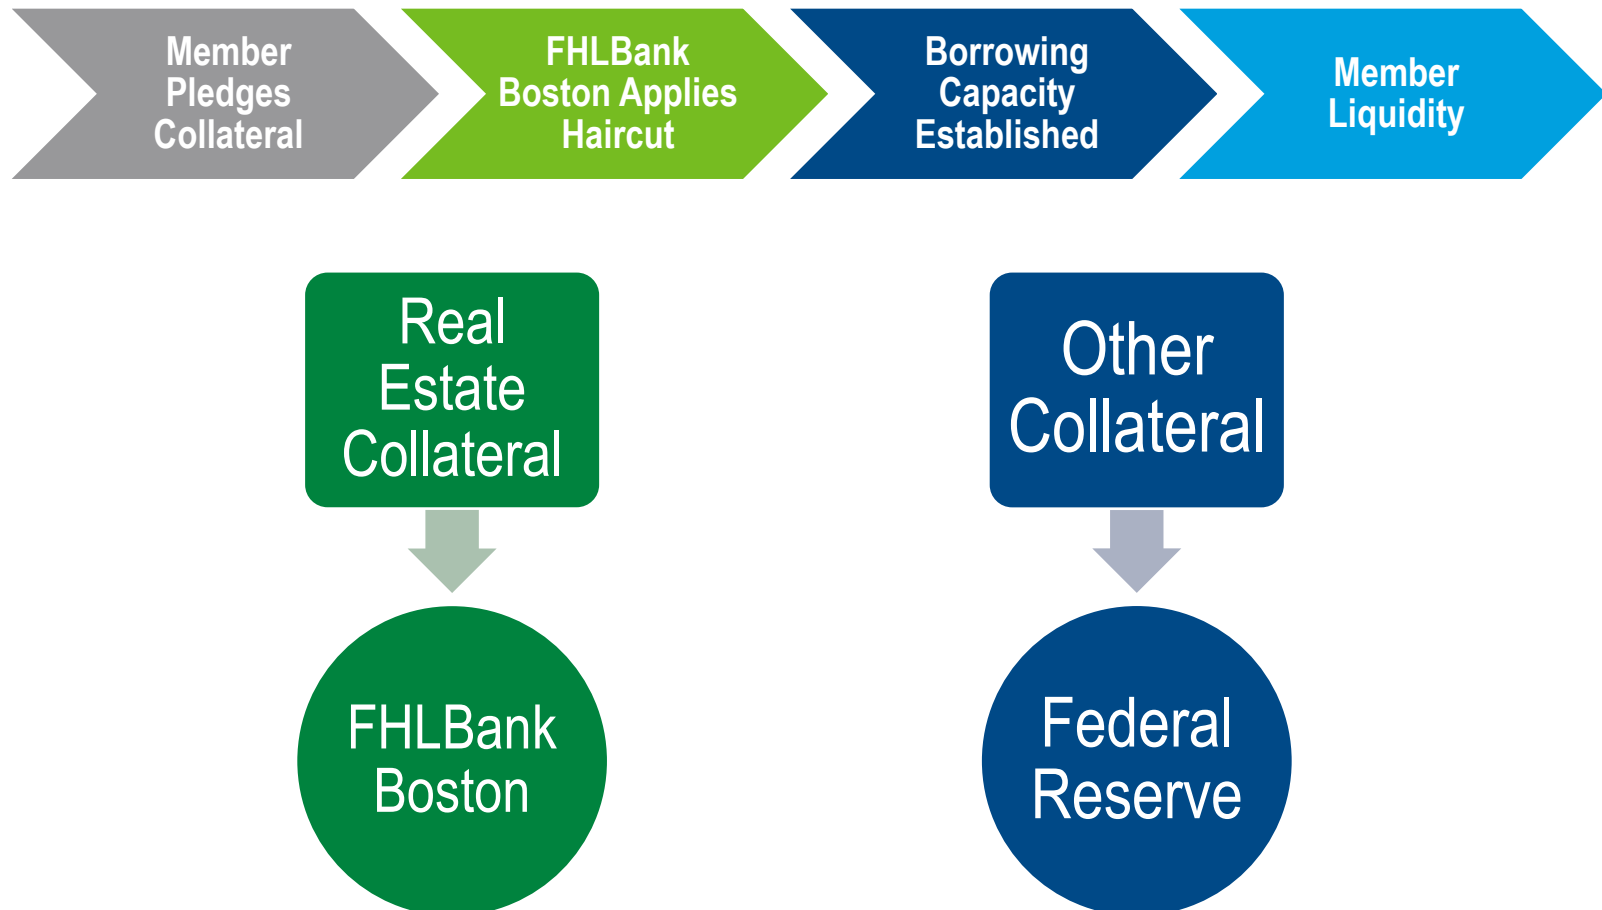 Member
Pledges
Collateral
FHLBank
Boston Applies
Haircut
Borrowing
Capacity
Established
Member
Liquidity
Real
Estate
Collateral
Other
Collateral
FHLBank
Boston
Federal
Reserve